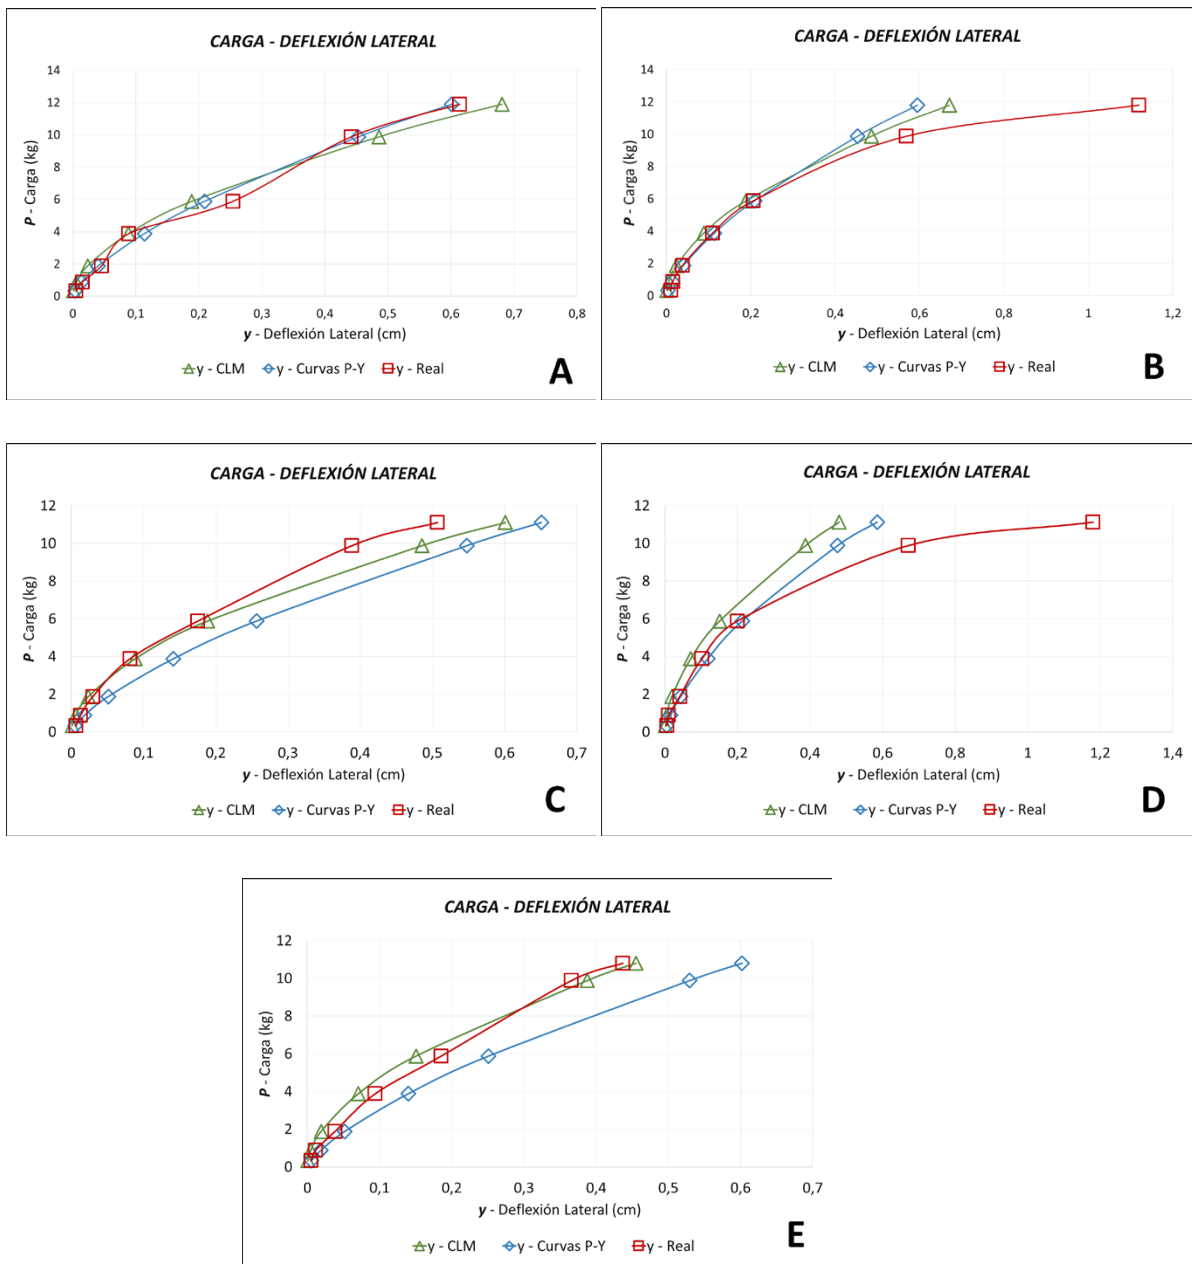 CARGA - DEFLEXIÓN LATERAL
14
12
10
8
6
4
2
0
P - Carga (kg)
0 0,1 0,2 0,3 0,4 0,5 0,6 0,7 0,8
y - Deflexión Lateral (cm)
y - CLM y - Curvas P-Y y - Real
A
CARGA - DEFLEXIÓN LATERAL
14
12
10
8
6
4
2
0
P - Carga (kg)
0 0,2 0,4 0,6 0,8 1 1,2
y - Deflexión Lateral (cm)
y - CLM y - Curvas P-Y y - Real
B
CARGA - DEFLEXIÓN LATERAL
12
10
8
6
4
2
0
P - Carga (kg)
0 0,1 0,2 0,3 0,4 0,5 0,6 0,7
y - Deflexión Lateral (cm)
y - CLM y - Curvas P-Y y - Real
C
CARGA - DEFLEXIÓN LATERAL
12
10
8
6
4
2
0
P - Carga (kg)
0 0,2 0,4 0,6 0,8 1 1,2 1,4
y - Deflexión Lateral (cm)
y - CLM y - Curvas P-Y y - Real
D
CARGA - DEFLEXIÓN LATERAL
12
10
8
6
4
2
0
P - Carga (kg)
0 0,1 0,2 0,3 0,4 0,5 0,6 0,7
y - Deflexión Lateral (cm)
y - CLM y - Curvas P-Y y - Real
E